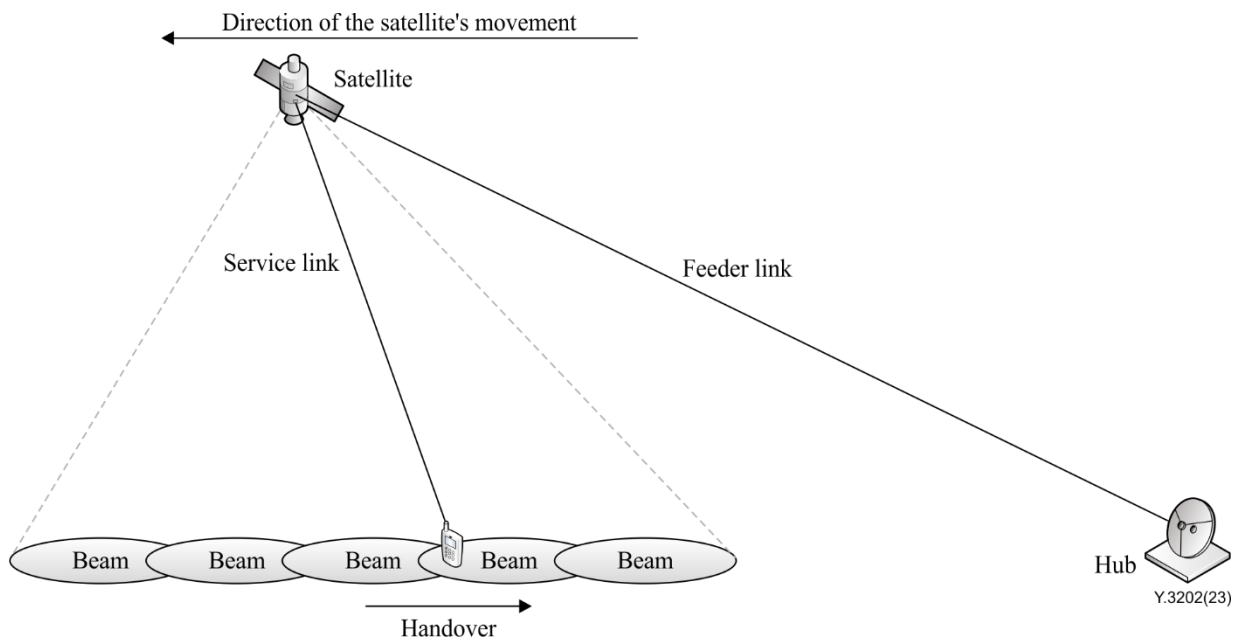 Direction of the satellite's movement
Satellite
Service link
Feeder link
Beam
Beam
Beam
Beam
Beam
Hub
Y.3202(23)
Handover